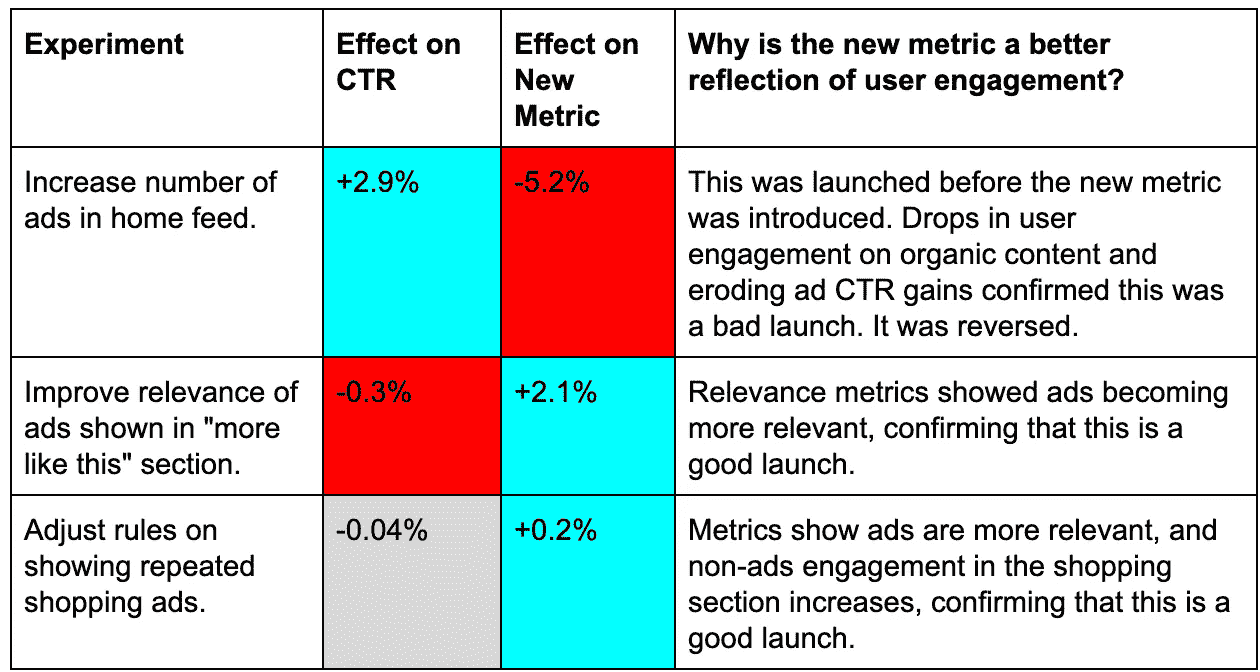 Experiment
Effect on
CTR
Effect on
New
Metric
Why is the new metric a better
reflection of user engagement?
Increase number of
ads in home feed.
+2.9%
-5.2%
This was launched before the new metric
was introduced. Drops in user
engagement on organic content and
eroding ad CTR gains confirmed this was
a bad launch. It was reversed.
Improve relevance of
ads shown in "more
like this" section.
-0.3%
+2.1%
Relevance metrics showed ads becoming
more relevant, confirming that this is a
good launch.
Adjust rules on
showing repeated
shopping ads.
-0.04%
+0.2%
Metrics show ads are more relevant, and
non-ads engagement in the shopping
section increases, confirming that this is a
good launch.